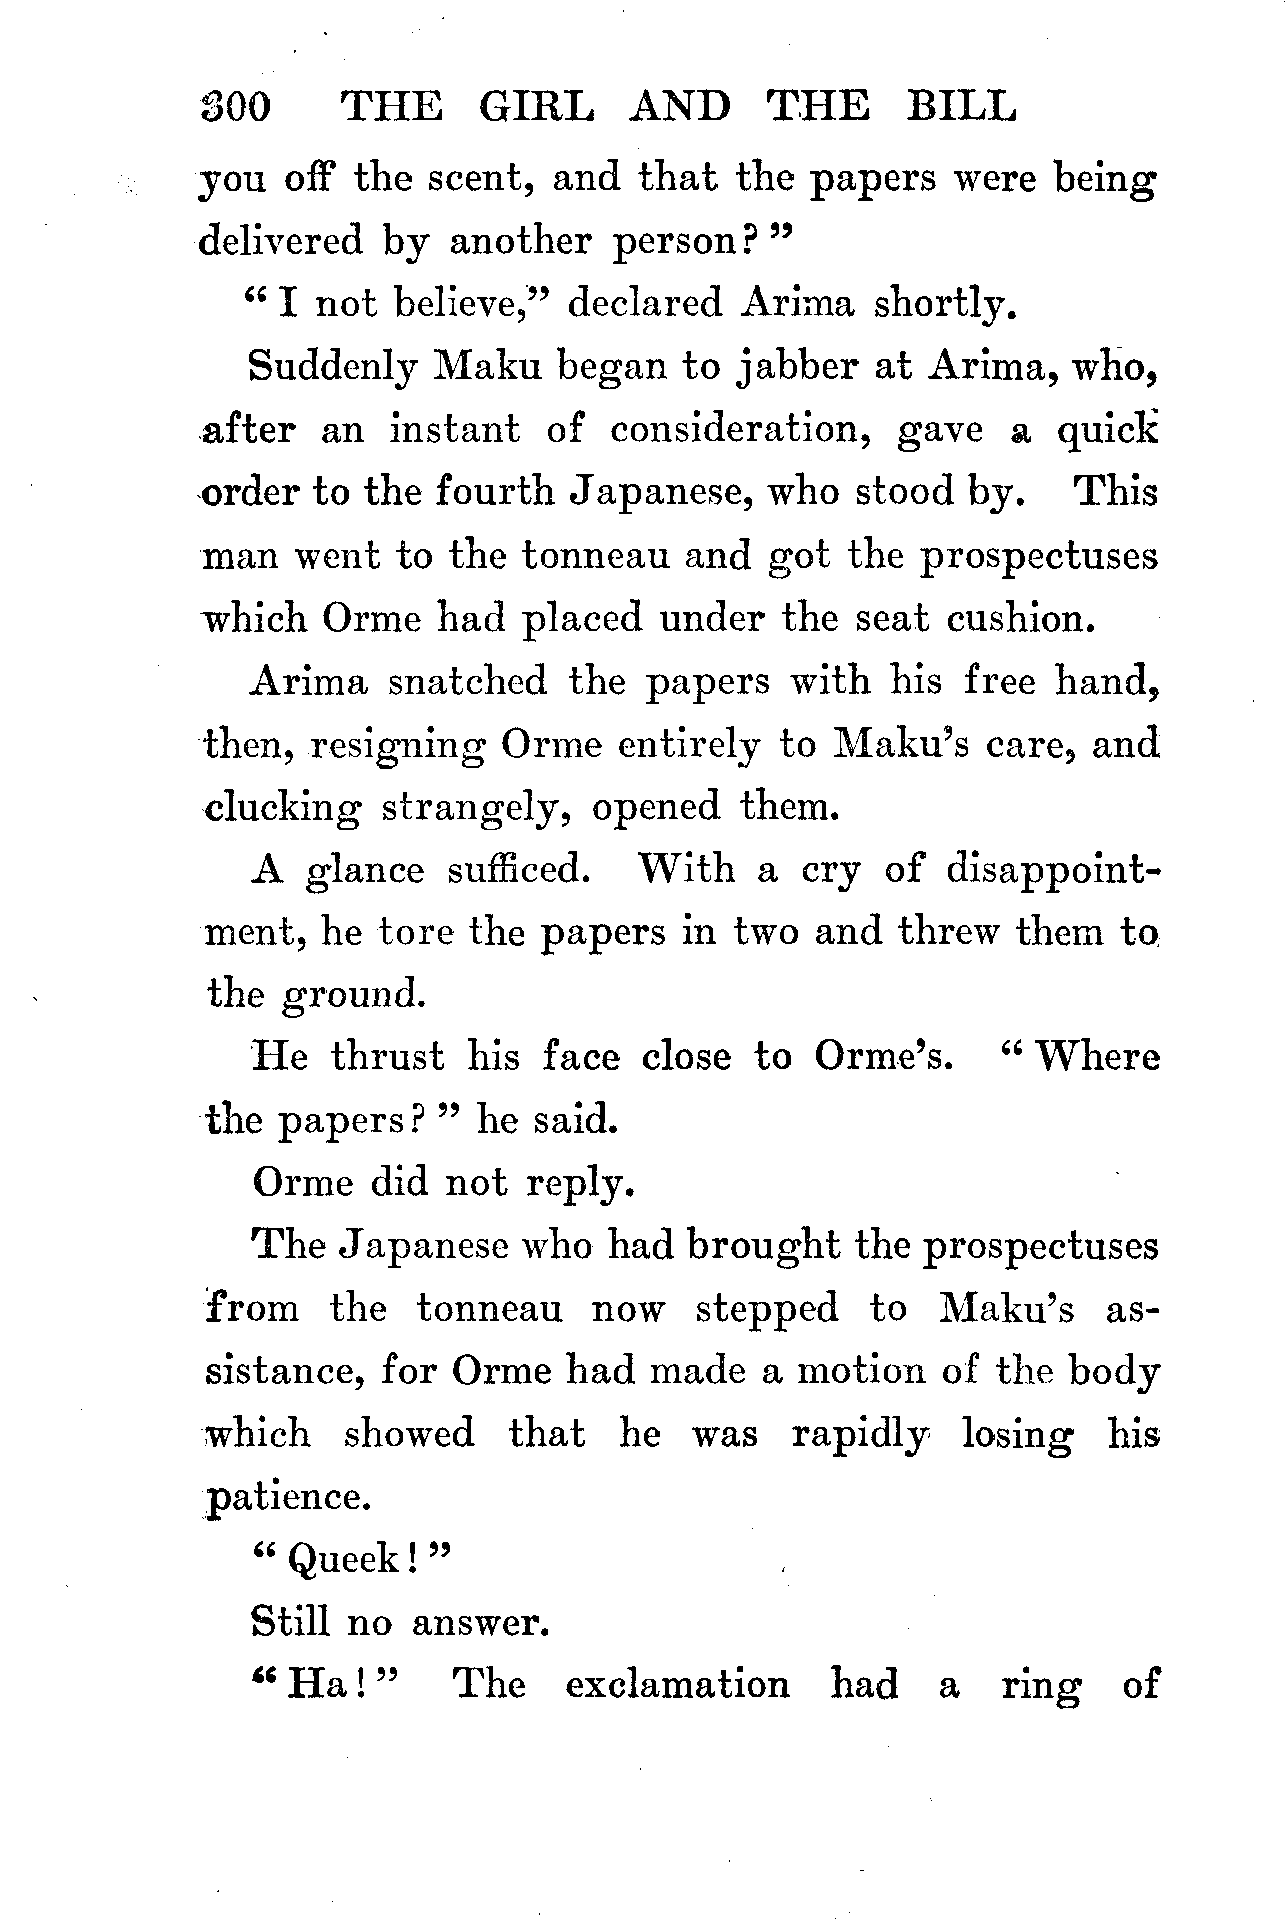 300 THE GIRL AND THE BILL
you off the scent, and that the papers were being
delivered by another person? ”
“ I not believe,” declared Arima shortly.
Suddenly Maku began to jabber at Arima, who,
after an instant of consideration, gave a quick
order to the fourth Japanese, who stood by. This
man went to the tonneau and got the prospectuses
which Orme had placed under the seat cushion.
Arima snatched the papers with his free hand,
then, resigning Orme entirely to Maku’s care, and
clucking strangely, opened them.
A glance sufficed. With a cry of disappoint-
ment, he tore the papers in two and threw them to
the ground.
He thrust his face close to Orme’s. “ Where
the papers? ” he said.
Orme did not reply.
The Japanese who had brought the prospectuses
from the tonneau now stepped to Maku’s as-
sistance, for Orme had made a motion of the body
which showed that he was rapidly losing his
patience.
“ Queek! ”
Still no answer.
“ Ha! ” The exclamation had a ring of